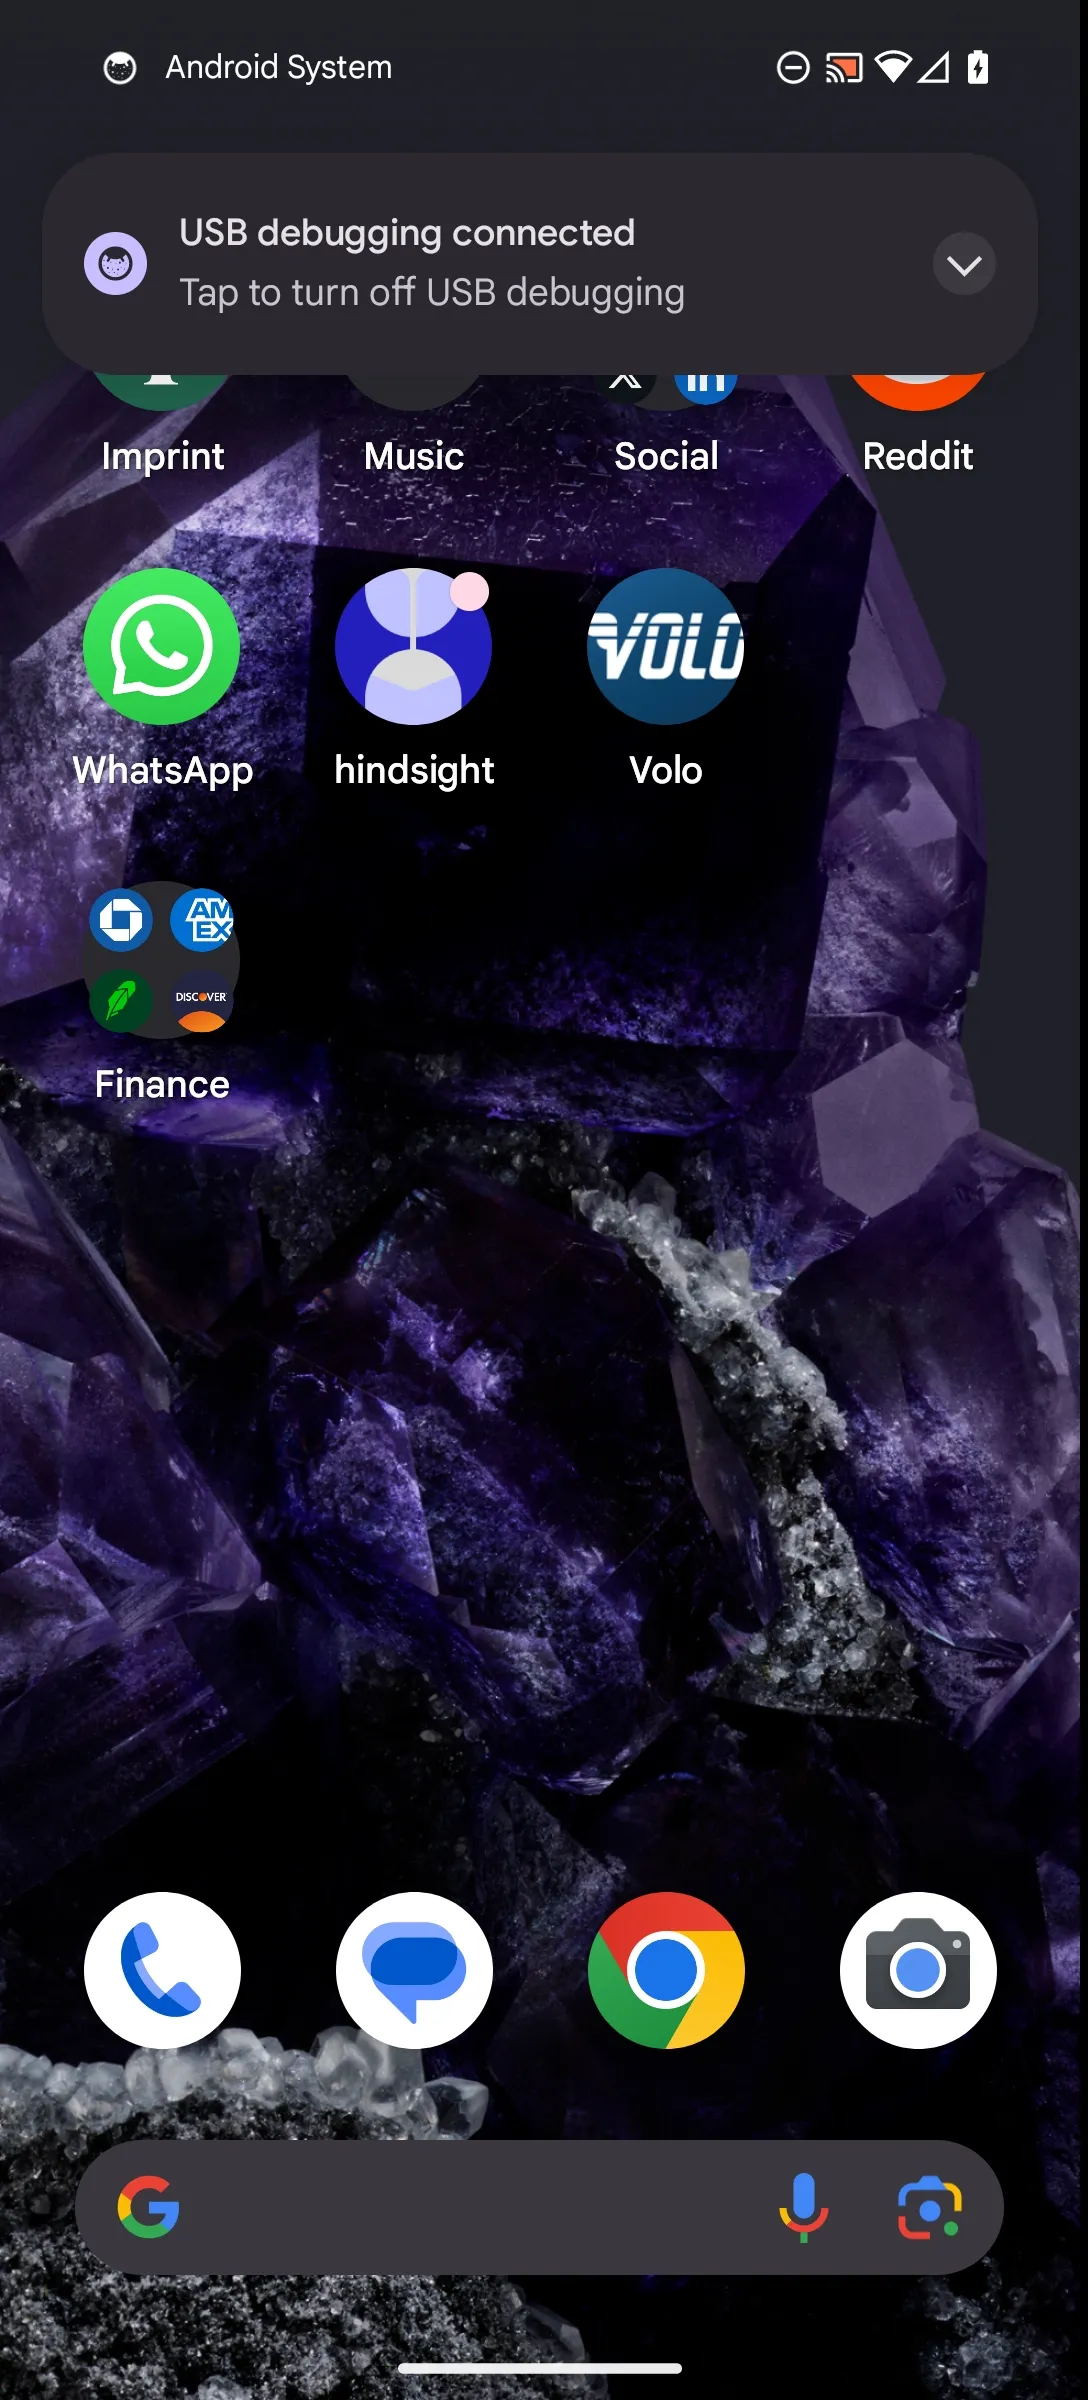 Android System
USB debugging connected
Tap to turn off USB debugging
Imprint
Music
Social
Reddit
VOLO
WhatsApp
hindsight
Volo
AM
EX
DISCOVER
Finance